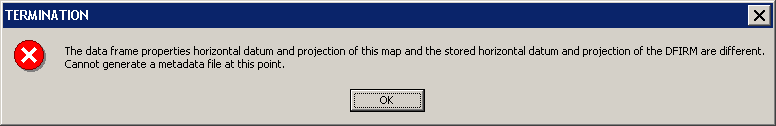 TERMINATION
The data frame properties horizontal datum and projection of this map and the stored horizontal datum and projection of the DFIRM are different.
Cannot generate a metadata file at this point.
OK